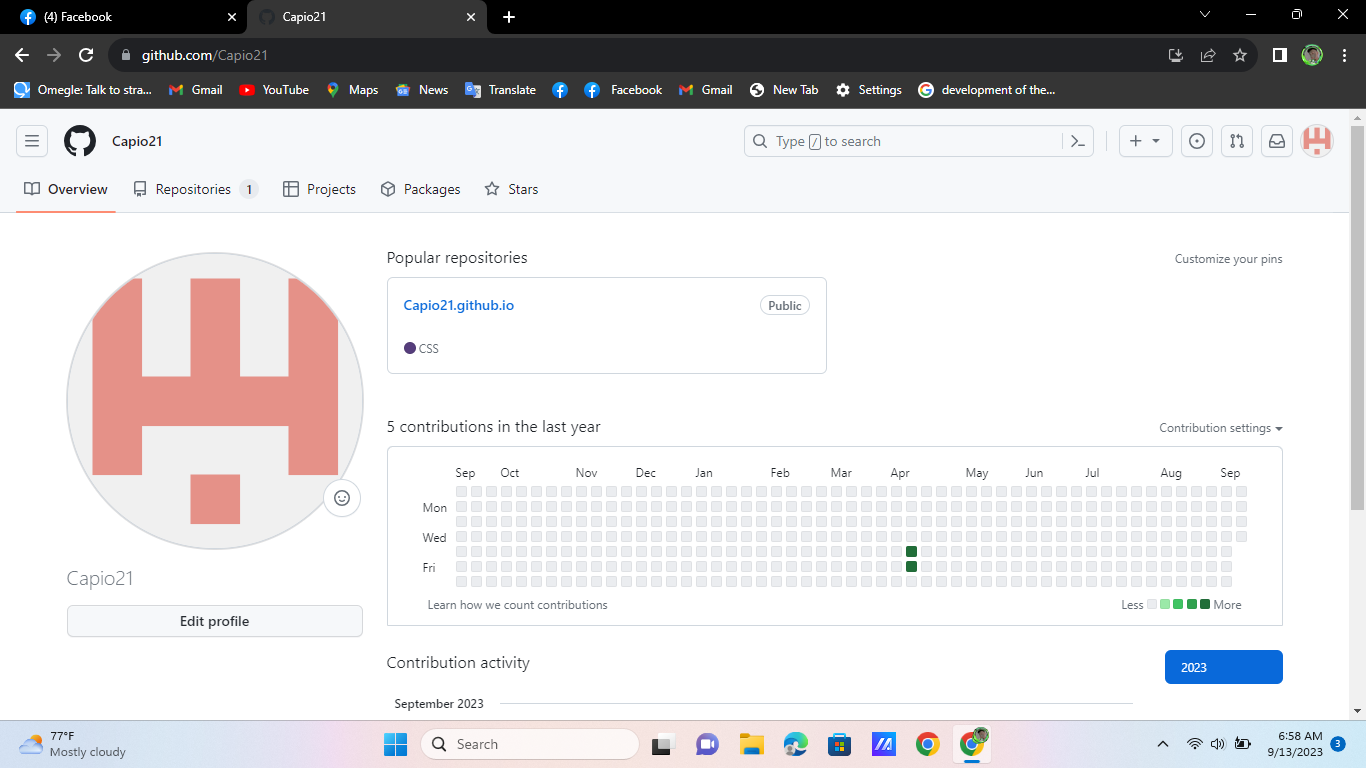 (4) Facebook
Capio21
github.com/Capio21
Omegle: Talk to stra... Gmail YouTube Maps News Translate Facebook Gmail New Tab Settings development of the...
Capio21
Type / to search
Overview Repositories 1 Projects Packages Stars
Popular repositories
Customize your pins
Capio21.github.io
Public
CSS
5 contributions in the last year
Contribution settings
Sep Oct Nov Dec Jan Feb Mar Apr May Jun Jul Aug Sep
Mon
Wed
Fri
Learn how we count contributions
Less More
Capio21
Edit profile
Contribution activity
2023
September 2023
77°F
Mostly cloudy
Search
6:58 AM
9/13/2023
3